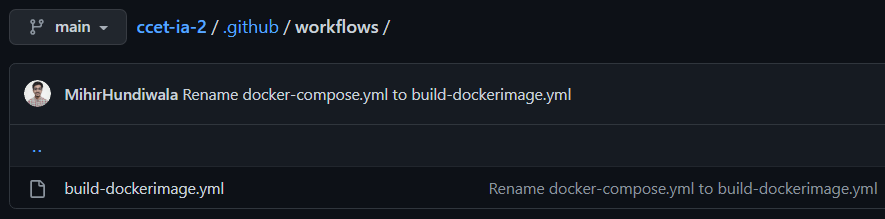 main ccet-ia-2 / .github / workflows /
MihirHundiwala Rename docker-compose.yml to build-dockerimage.yml
..
build-dockerimage.yml Rename docker-compose.yml to build-dockerimage.yml